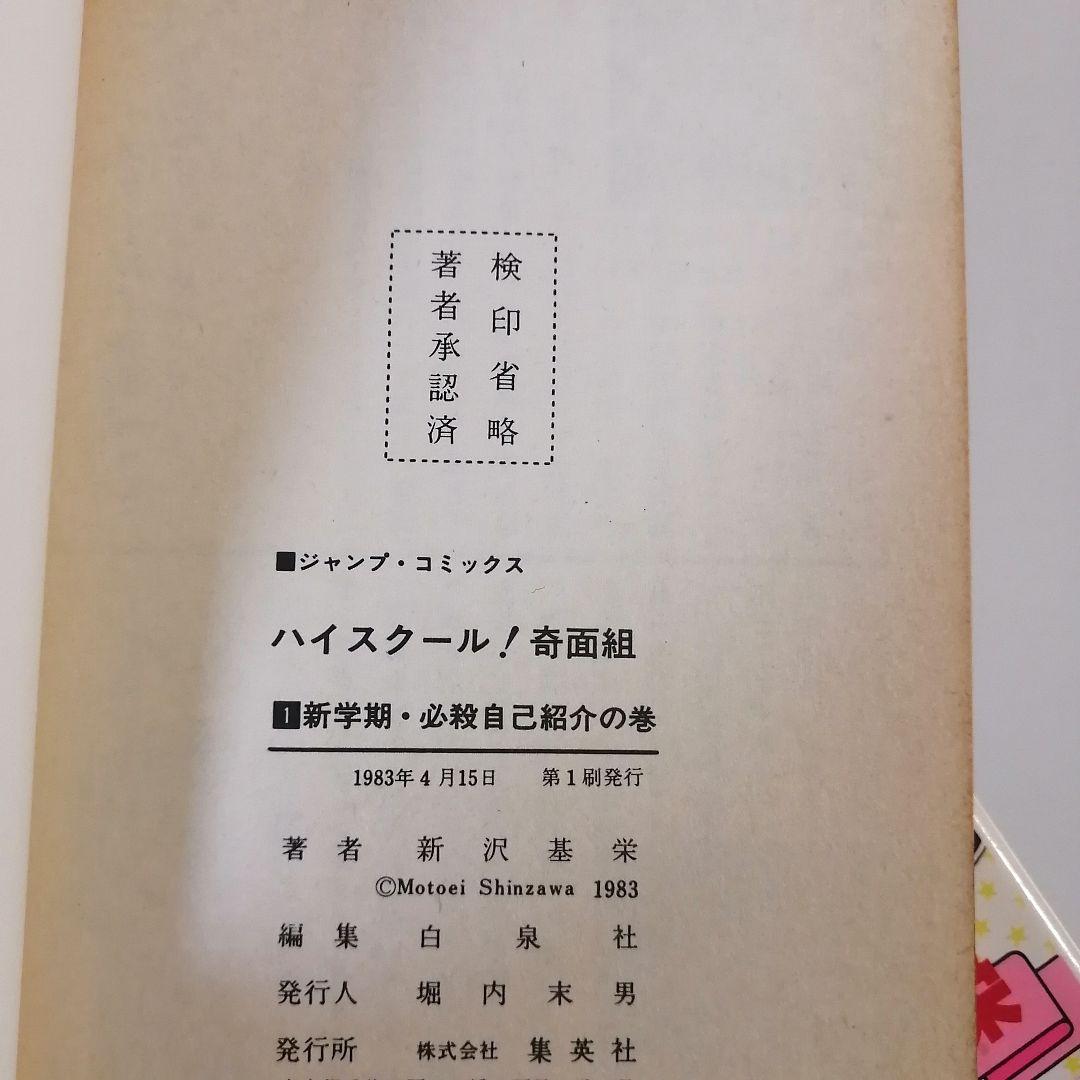 検印省略
著者承認済
■ジャンプ・コミックス
ハイスクール!奇面組
1新学期・必殺自己紹介の巻
1983年4月15日 第1刷発行
著者 新沢基栄
©Motoei Shinzawa 1983
編集 白泉社
発行人 堀内末男
発行所 株式会社 集英社